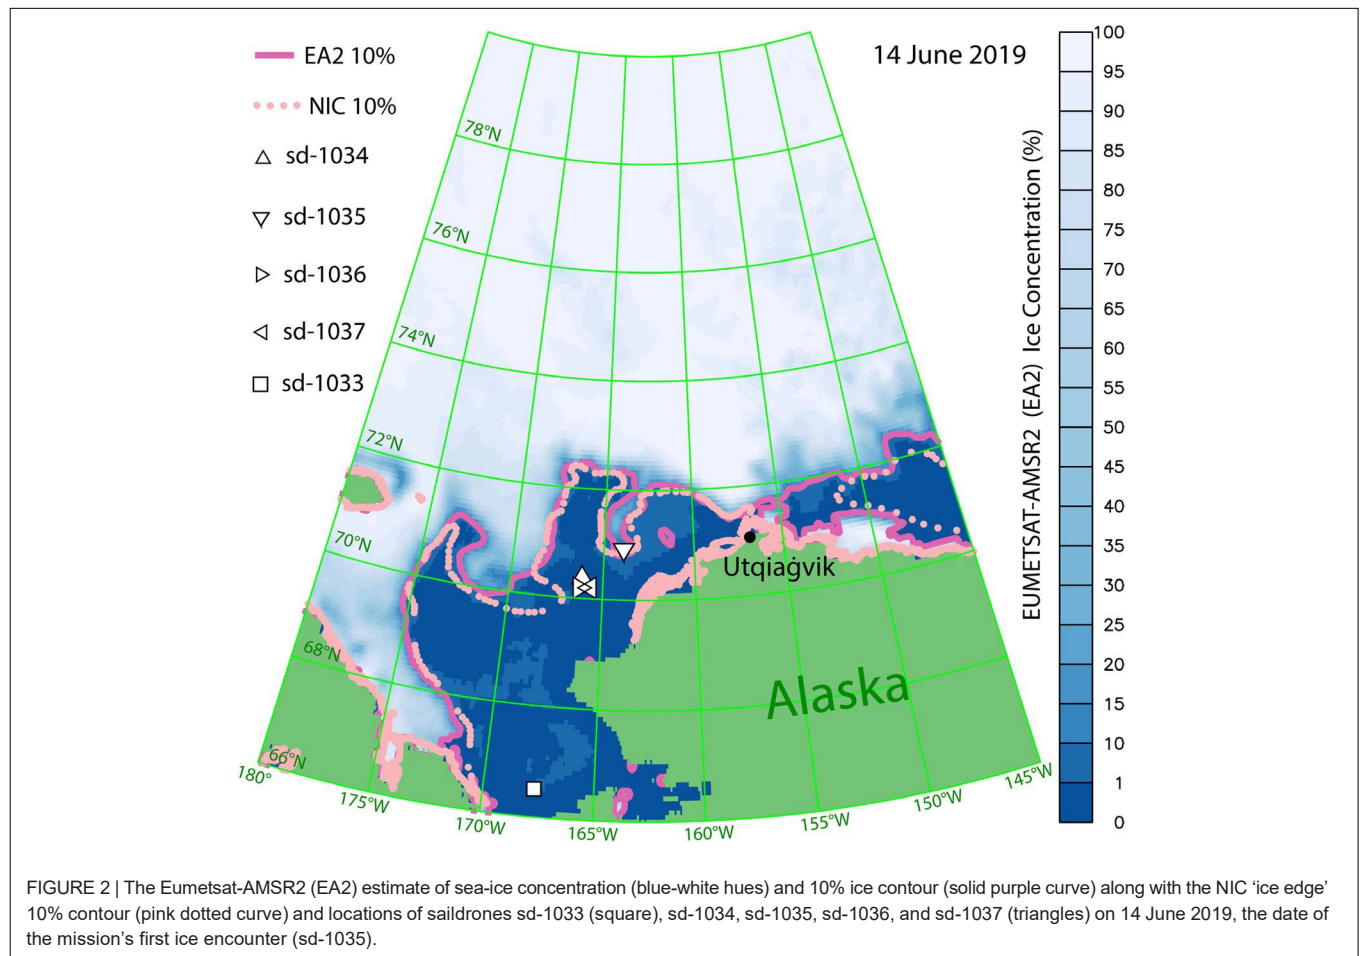 EA2 10%
NIC 10%
sd-1034
sd-1035
sd-1036
sd-1037
sd-1033
14 June 2019
78°N
76°N
74°N
72°N
70°N
68°N
66°N
180°
175°W
170°W
165°W
160°W
155°W
150°W
145°W
Utqiaġvik
Alaska
EUMETSAT-AMSR2 (EA2) Ice Concentration (%)
100
95
90
85
80
75
70
65
60
55
50
45
40
35
30
25
20
15
10
1
0
FIGURE 2 | The Eumetsat-AMSR2 (EA2) estimate of sea-ice concentration (blue-white hues) and 10% ice contour (solid purple curve) along with the NIC ‘ice edge’
10% contour (pink dotted curve) and locations of saildrones sd-1033 (square), sd-1034, sd-1035, sd-1036, and sd-1037 (triangles) on 14 June 2019, the date of
the mission’s first ice encounter (sd-1035).